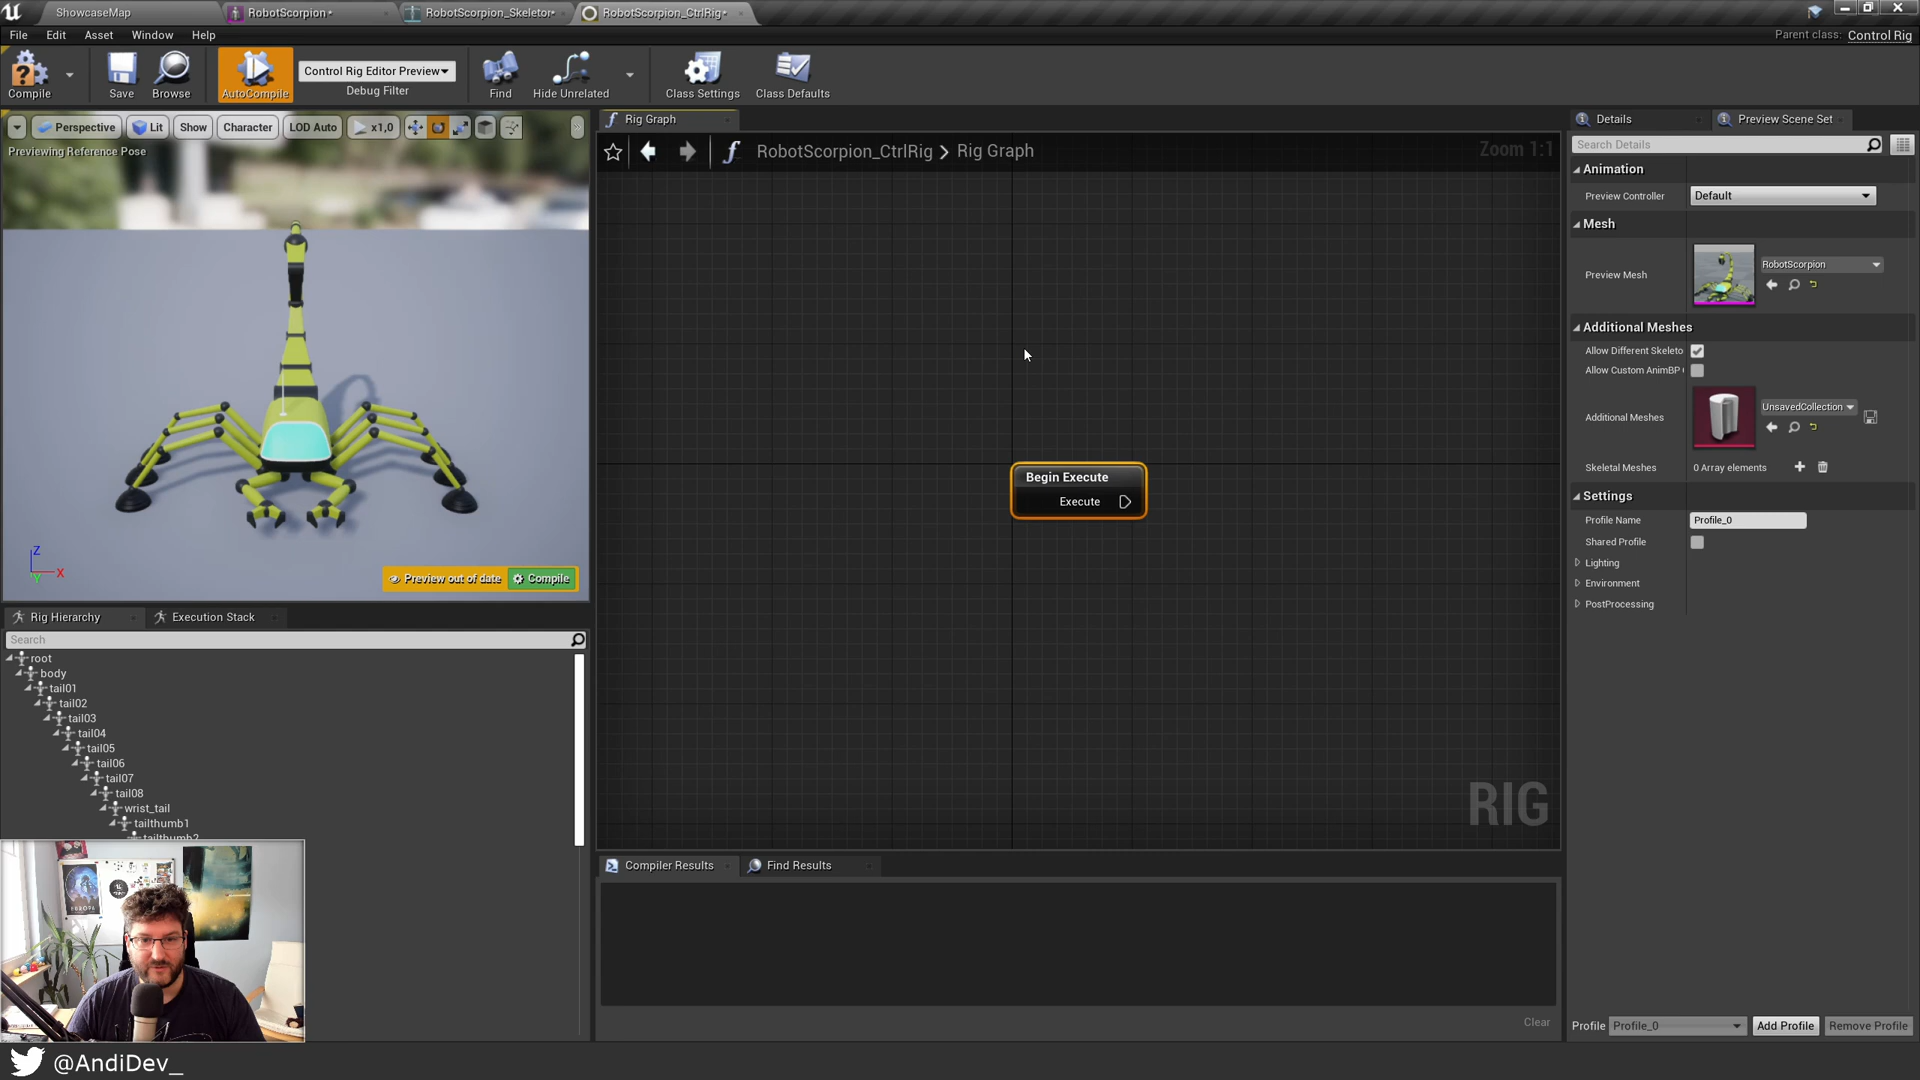 ShowcaseMap
RobotScorpion•
RobotScorpion_Skeletor•
RobotScorpion_CtrlRig•
File Edit Asset Window Help
Parent class: Control Rig
Compile
Save
Browse
AutoCompile
Control Rig Editor Preview
Debug Filter
Find
Hide Unrelated
Class Settings
Class Defaults
Perspective Lit Show Character LOD Auto x1,0
Previewing Reference Pose
Z
X
Y
Preview out of date Compile
Rig Graph
RobotScorpion_CtrlRig > Rig Graph
Zoom 1:1
Begin Execute
Execute
RIG
Details
Preview Scene Set
Search Details
Animation
Preview Controller Default
Mesh
Preview Mesh RobotScorpion
Additional Meshes
Allow Different Skeleto
Allow Custom AnimBP
Additional Meshes UnsavedCollection
Skeletal Meshes 0 Array elements
Settings
Profile Name Profile_0
Shared Profile
Lighting
Environment
PostProcessing
Rig Hierarchy
Execution Stack
Search
root
body
tail01
tail02
tail03
tail04
tail05
tail06
tail07
tail08
wrist_tail
tailthumb1
tailthumb2
Compiler Results
Find Results
Clear
Profile Profile_0 Add Profile Remove Profile
EUROPA
@AndiDev_